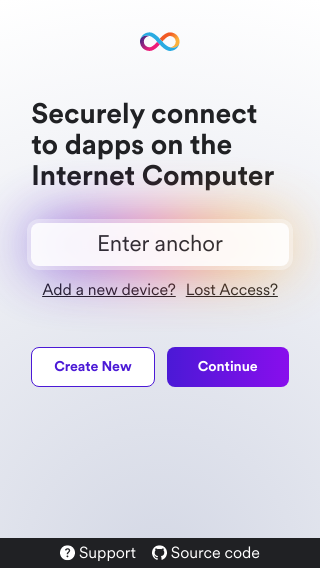 Securely connect
to dapps on the
Internet Computer
Enter anchor
Add a new device? Lost Access?
Create New Continue
? Support Source code